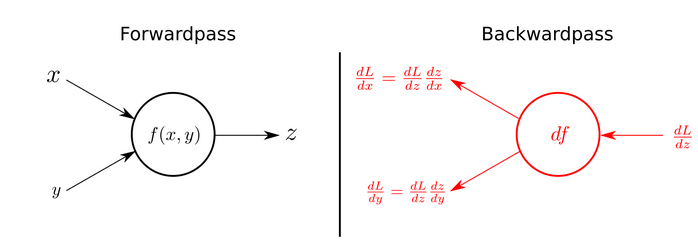 Forwardpass
x
f(x, y)
z
y
Backwardpass
dL/dx = dL/dz dz/dx
df
dL/dz
dL/dy = dL/dz dz/dy